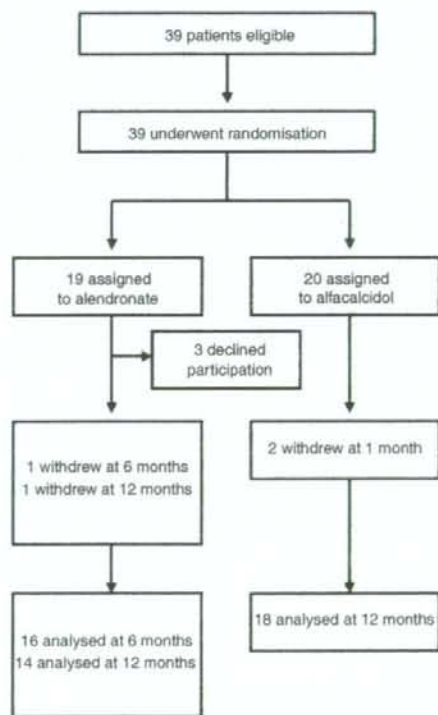 39 patients eligible
39 underwent randomisation
19 assigned
to alendronate
20 assigned
to alfacalcidol
3 declined
participation
1 withdrew at 6 months
1 withdrew at 12 months
2 withdrew at 1 month
16 analysed at 6 months
14 analysed at 12 months
18 analysed at 12 months